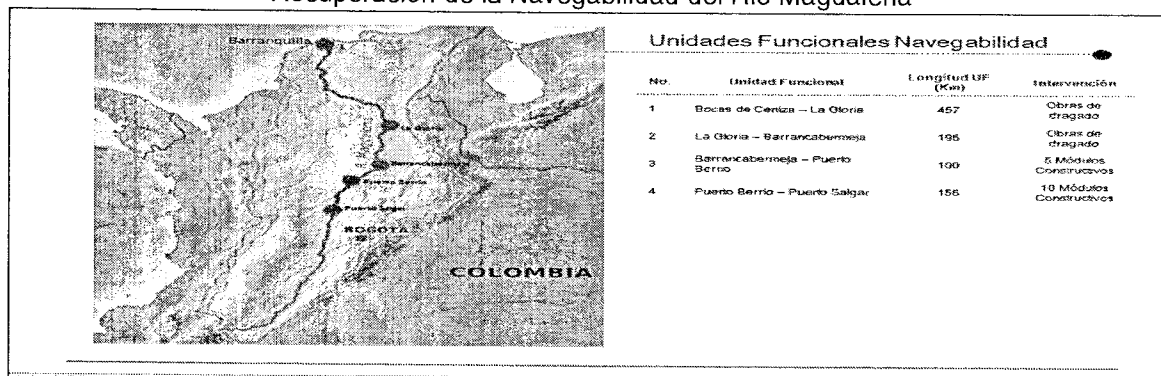 Recuperación de la Navegabilidad del Río Magdalena
Barranquilla
La Gloria
Barrancabermeja
Puerto Berrío
Puerto Salgar
BOGOTÁ
COLOMBIA
Unidades Funcionales Navegabilidad
No. Unidad Funcional Longitud UF (Km) Intervención
1 Bocas de Ceniza – La Gloria 457 Obras de dragado
2 La Gloria – Barrancabermeja 195 Obras de dragado
3 Barrancabermeja – Puerto Berrío 100 5 Módulos Constructivos
4 Puerto Berrío – Puerto Salgar 156 10 Módulos Constructivos